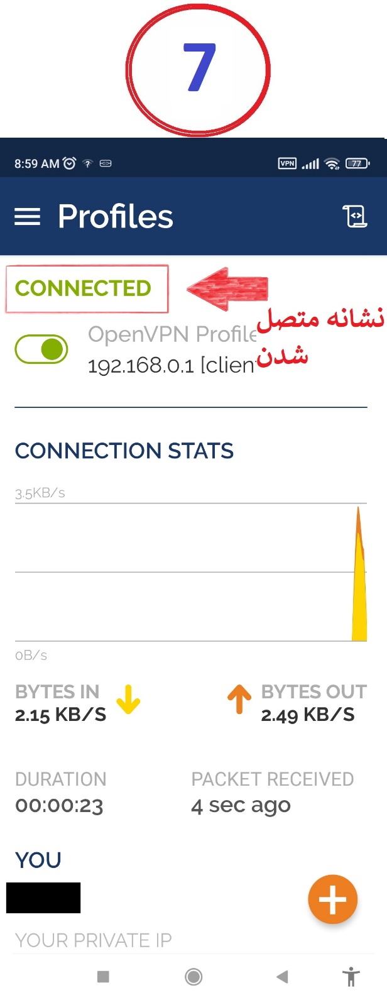 7
8:59 AM
VPN
77
Profiles
CONNECTED
نشانه متصل
شدن
OpenVPN Profile
192.168.0.1 [clien
CONNECTION STATS
3.5KB/s
0B/s
BYTES IN
2.15 KB/S
BYTES OUT
2.49 KB/S
DURATION
00:00:23
PACKET RECEIVED
4 sec ago
YOU
YOUR PRIVATE IP